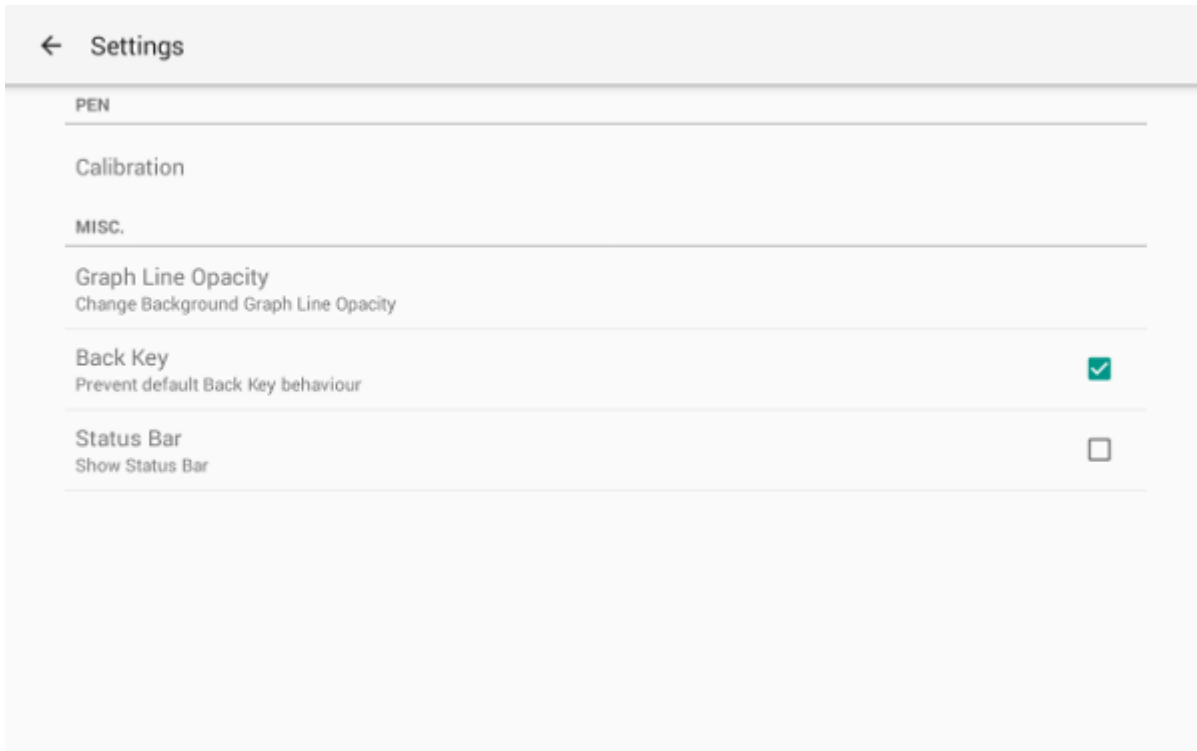 Settings
PEN
Calibration
MISC.
Graph Line Opacity
Change Background Graph Line Opacity
Back Key
Prevent default Back Key behaviour
Status Bar
Show Status Bar